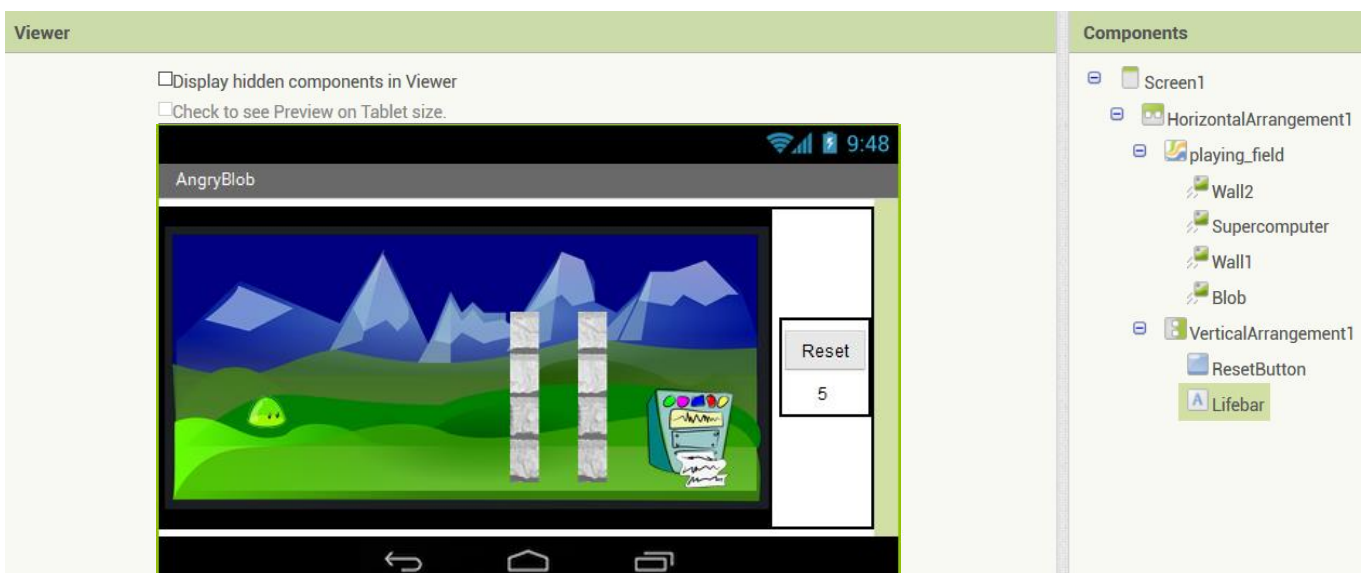 Viewer
Display hidden components in Viewer
Check to see Preview on Tablet size.
9:48
AngryBlob
Reset
5
Components
Screen1
HorizontalArrangement1
playing_field
Wall2
Supercomputer
Wall1
Blob
VerticalArrangement1
ResetButton
A Lifebar